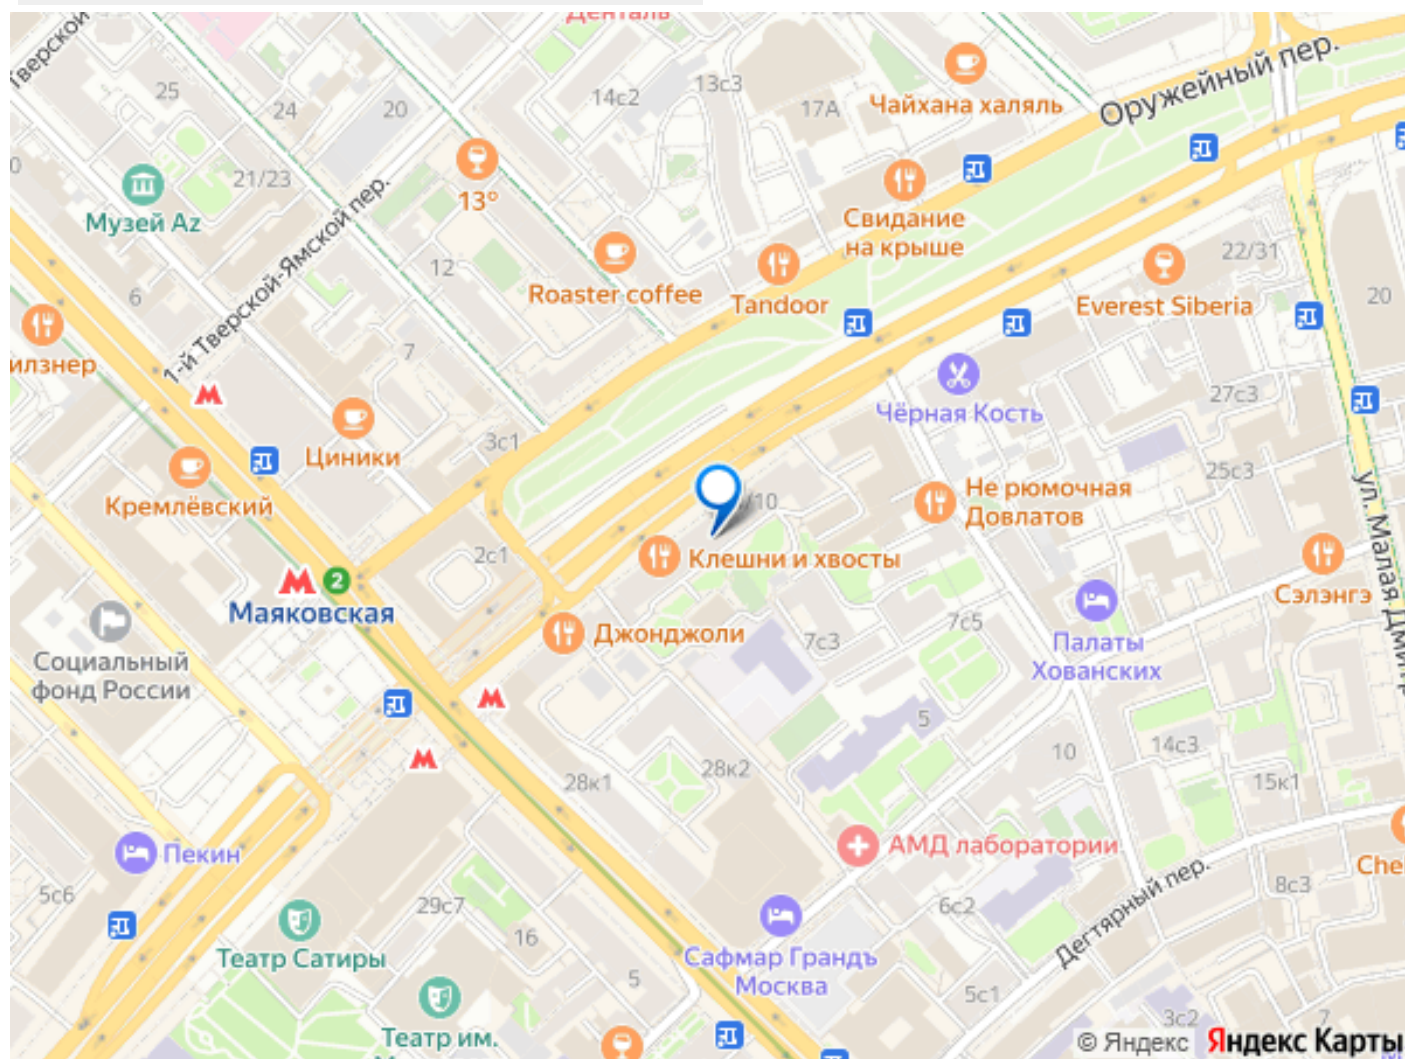 Денталь
Тверской
25
24
20
14с2
13с3
17А
Чайхана халяль
Оружейный пер.
Музей Az
21/23
13°
Свидание
на крыше
1-й Тверской-Ямской пер.
12
6
7
Roaster coffee
Tandoor
22/31
Everest Siberia
20
илзнер
Циники
3с1
Кремлёвский
Чёрная Кость
27с3
25с3
/10
Не рюмочная
Довлатов
ул. Малая Дмитр
2с1
Клешни и хвосты
2
Маяковская
Джонджоли
7с3
7с5
Сэлэнгэ
Палаты
Хованских
Социальный
фонд России
5
10
14с3
15к1
28к1
28к2
Пекин
АМД лаборатории
Che
5с6
29с7
16
6с2
8с3
Дегтярный пер.
Театр Сатиры
Сафмар Грандъ
Москва
5
5с1
3с2
7
Театр им.
© Яндекс Яндекс Карты